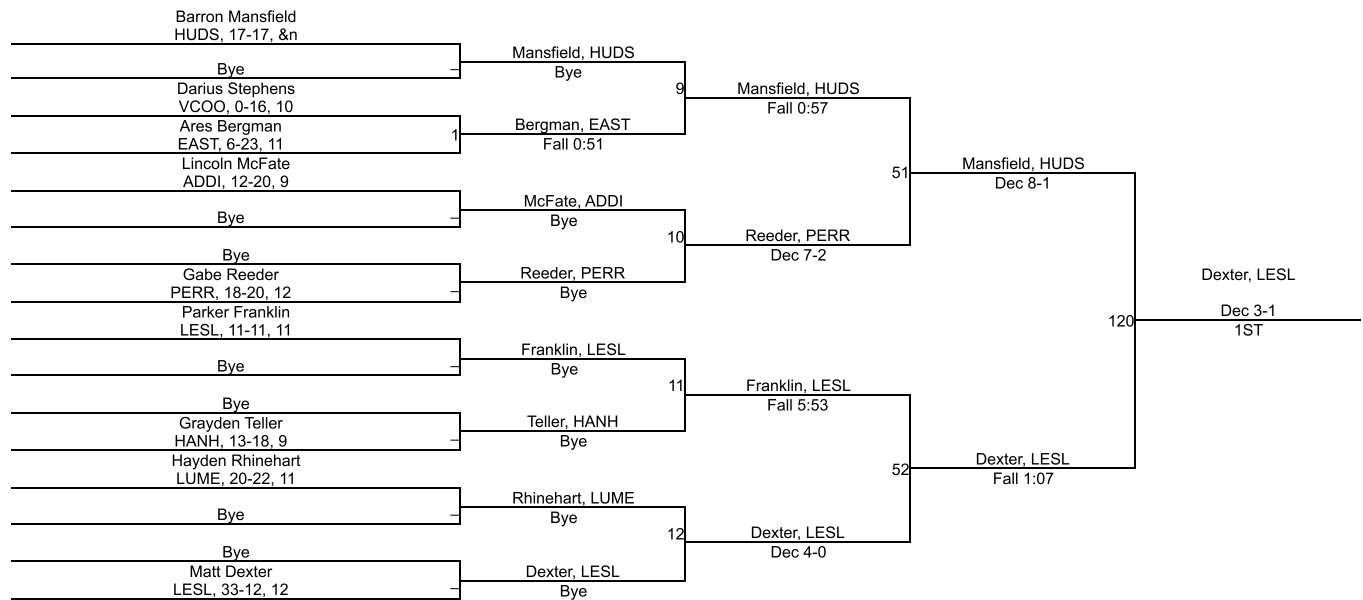 Barron Mansfield
HUDS, 17-17, &n
Bye
Darius Stephens
VCOO, 0-16, 10
Ares Bergman
EAST, 6-23, 11
Lincoln McFate
ADDI, 12-20, 9
Bye
Bye
Gabe Reeder
PERR, 18-20, 12
Parker Franklin
LESL, 11-11, 11
Bye
Bye
Grayden Teller
HANH, 13-18, 9
Hayden Rhinehart
LUME, 20-22, 11
Bye
Bye
Matt Dexter
LESL, 33-12, 12
Mansfield, HUDS
Bye
1
Bergman, EAST
Fall 0:51
McFate, ADDI
Bye
Reeder, PERR
Bye
Franklin, LESL
Bye
Teller, HANH
Bye
Rhinehart, LUME
Bye
Dexter, LESL
Bye
9
Mansfield, HUDS
Fall 0:57
10
Reeder, PERR
Dec 7-2
11
Franklin, LESL
Fall 5:53
12
Dexter, LESL
Dec 4-0
51
Mansfield, HUDS
Dec 8-1
52
Dexter, LESL
Fall 1:07
120
Dexter, LESL
Dec 3-1
1ST